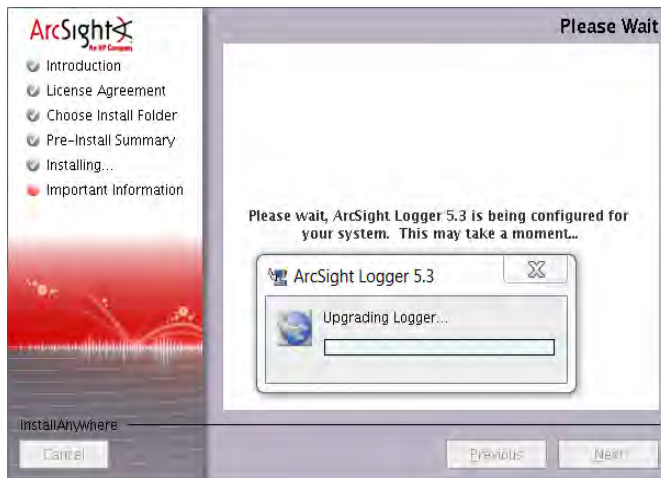 ArcSight
An HP Company
Please Wait
Introduction
License Agreement
Choose Install Folder
Pre-Install Summary
Installing...
Important Information
Please wait, ArcSight Logger 5.3 is being configured for
your system. This may take a moment...
ArcSight Logger 5.3
Upgrading Logger...
InstallAnywhere
Cancel
Previous
Next